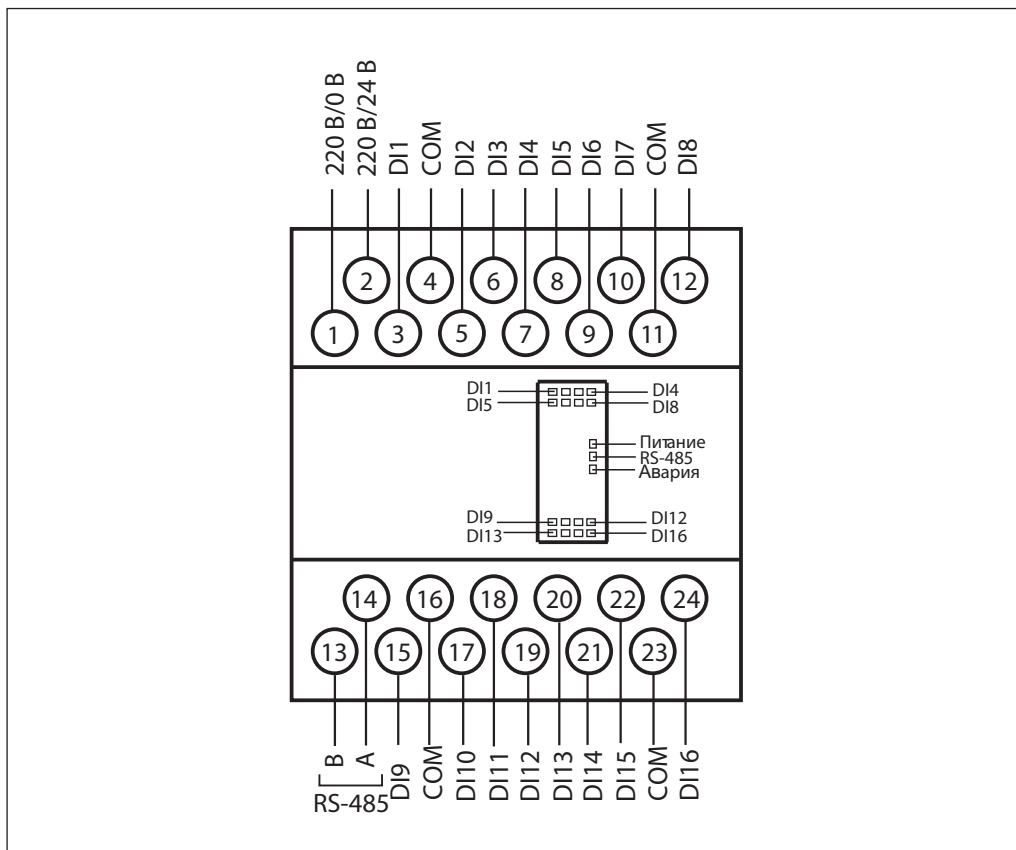 220 В/0 В
220 В/24 В
DI1
COM
DI2
DI3
DI4
DI5
DI6
DI7
COM
DI8
2
4
6
8
10
12
1
3
5
7
9
11
DI1
DI4
DI5
DI8
Питание
RS-485
Авария
DI9
DI12
DI13
DI16
14
16
18
20
22
24
13
15
17
19
21
23
B
A
RS-485
DI9
COM
DI10
DI11
DI12
DI13
DI14
DI15
COM
DI16